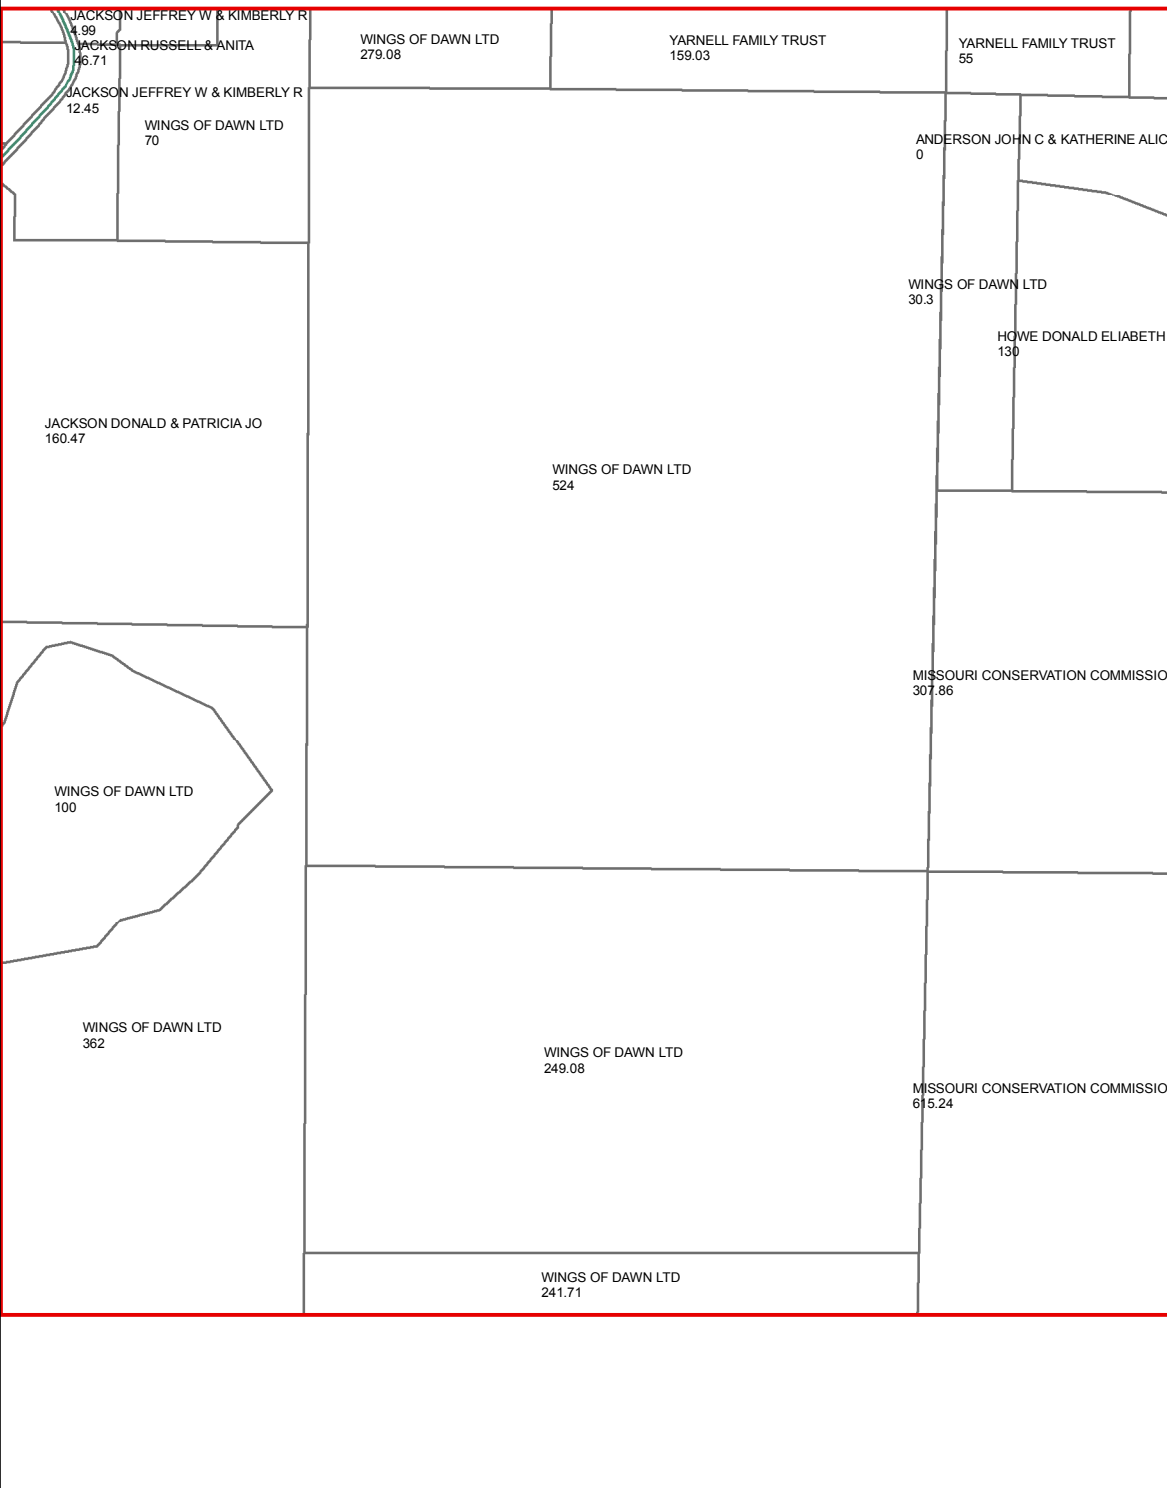 JACKSON JEFFREY W & KIMBERLY R
4.99
JACKSON RUSSELL & ANITA
46.71
JACKSON JEFFREY W & KIMBERLY R
12.45
WINGS OF DAWN LTD
70
WINGS OF DAWN LTD
279.08
YARNELL FAMILY TRUST
159.03
YARNELL FAMILY TRUST
55
ANDERSON JOHN C & KATHERINE ALIC
0
WINGS OF DAWN LTD
30.3
HOWE DONALD ELIABETH
130
JACKSON DONALD & PATRICIA JO
160.47
WINGS OF DAWN LTD
524
MISSOURI CONSERVATION COMMISSIO
307.86
WINGS OF DAWN LTD
100
WINGS OF DAWN LTD
362
WINGS OF DAWN LTD
249.08
MISSOURI CONSERVATION COMMISSIO
615.24
WINGS OF DAWN LTD
241.71